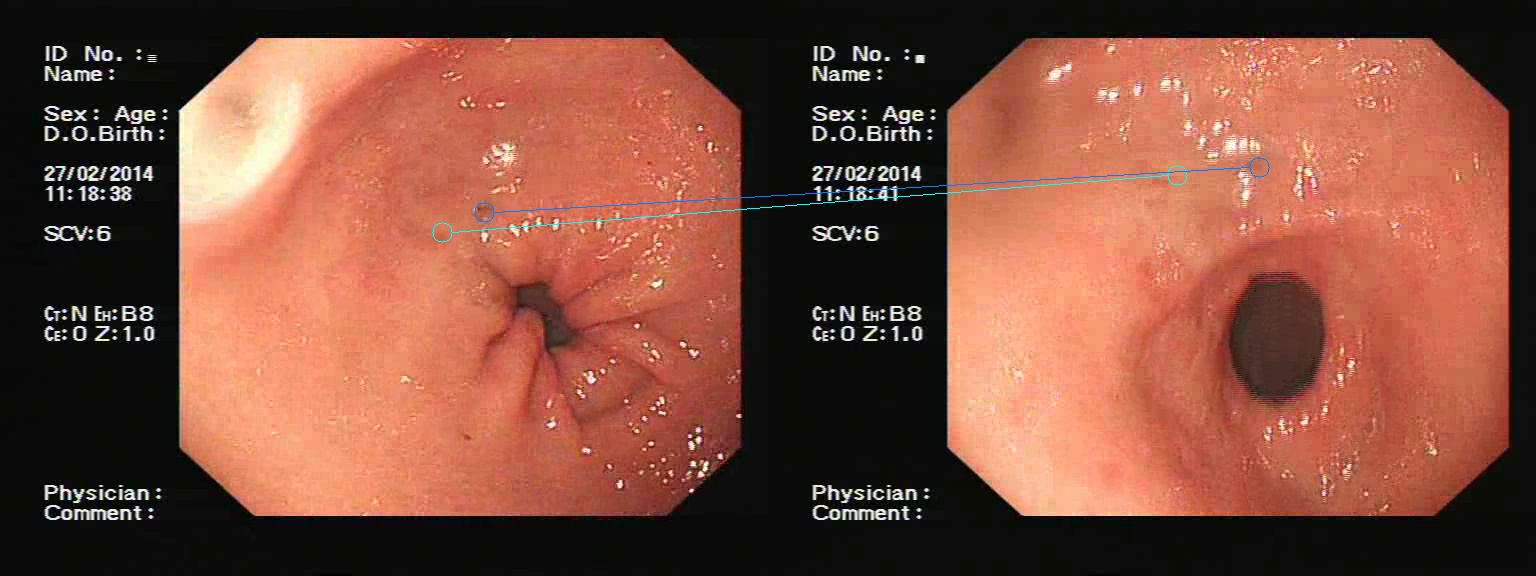 ID No. :
Name:
Sex: Age:
D.O.Birth:
27/02/2014
11:18:38
SCV:6
CT:N EH:B8
CE:0 Z:1.0
Physician:
Comment:
ID No. :
Name:
Sex: Age:
D.O.Birth:
27/02/2014
11:18:41
SCV:6
CT:N EH:B8
CE:0 Z:1.0
Physician:
Comment: